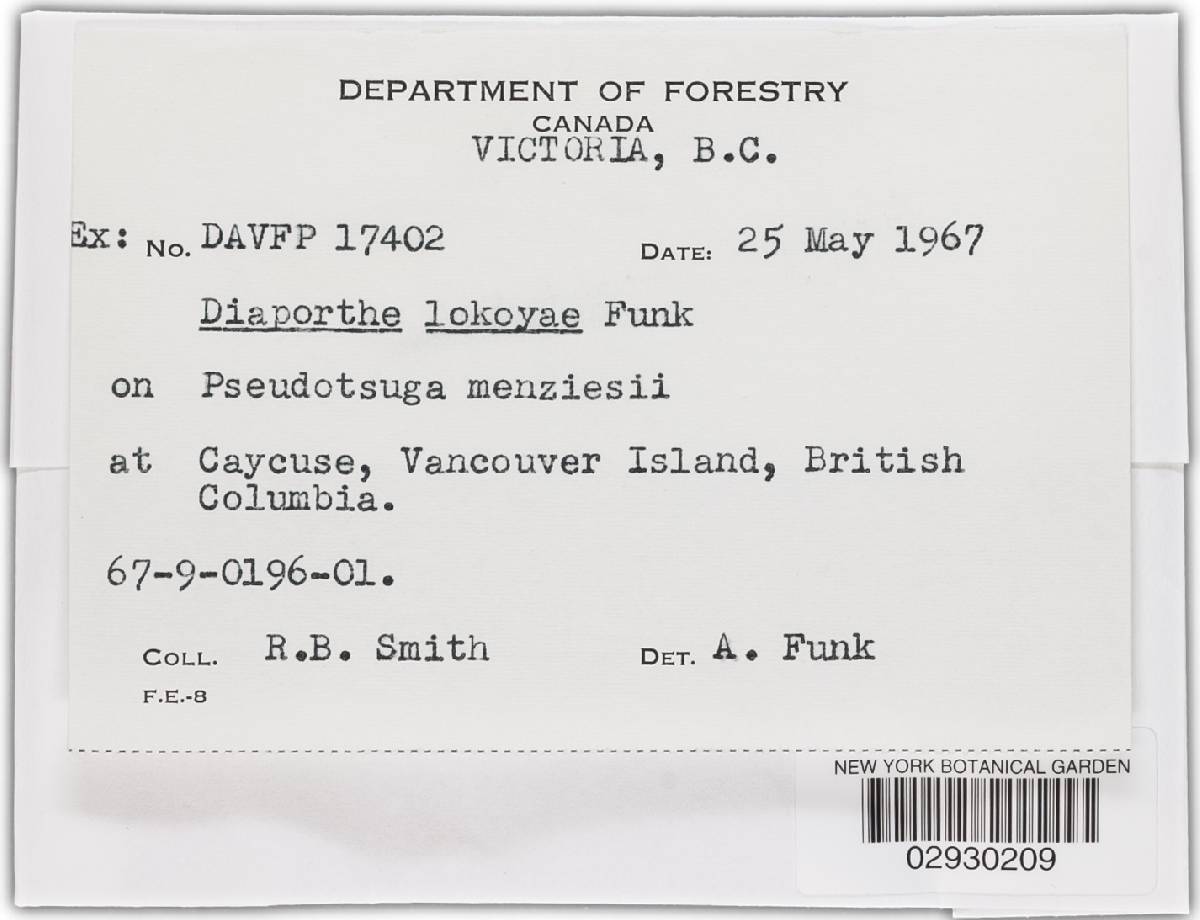 DEPARTMENT OF FORESTRY
CANADA
VICTORIA, B.C.
Ex: No. DAVFP 17402 DATE: 25 May 1967
Diaporthe lokoyae Funk
on Pseudotsuga menziesii
at Caycuse, Vancouver Island, British
Columbia.
67-9-0196-01.
COLL. R.B. Smith DET. A. Funk
F.E.-8
NEW YORK BOTANICAL GARDEN
02930209